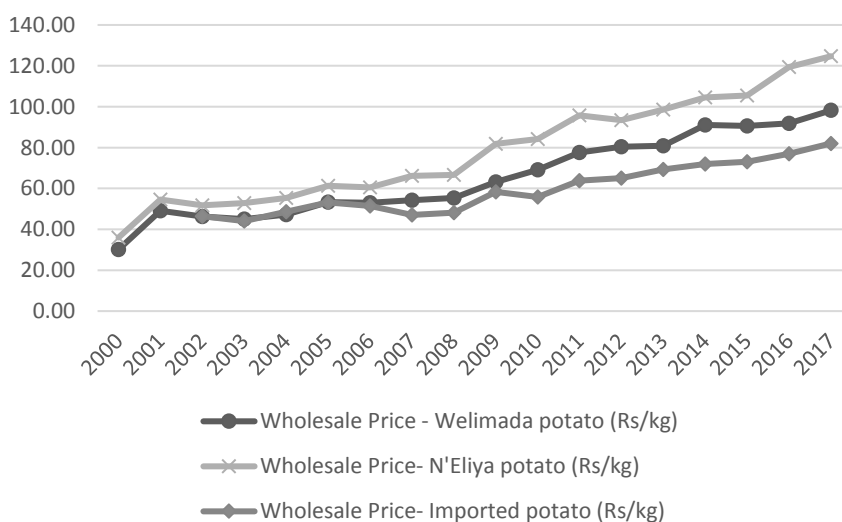 140.00
120.00
100.00
80.00
60.00
40.00
20.00
0.00
2000 2001 2002 2003 2004 2005 2006 2007 2008 2009 2010 2011 2012 2013 2014 2015 2016 2017
Wholesale Price - Welimada potato (Rs/kg)
Wholesale Price- N'Eliya potato (Rs/kg)
Wholesale Price- Imported potato (Rs/kg)